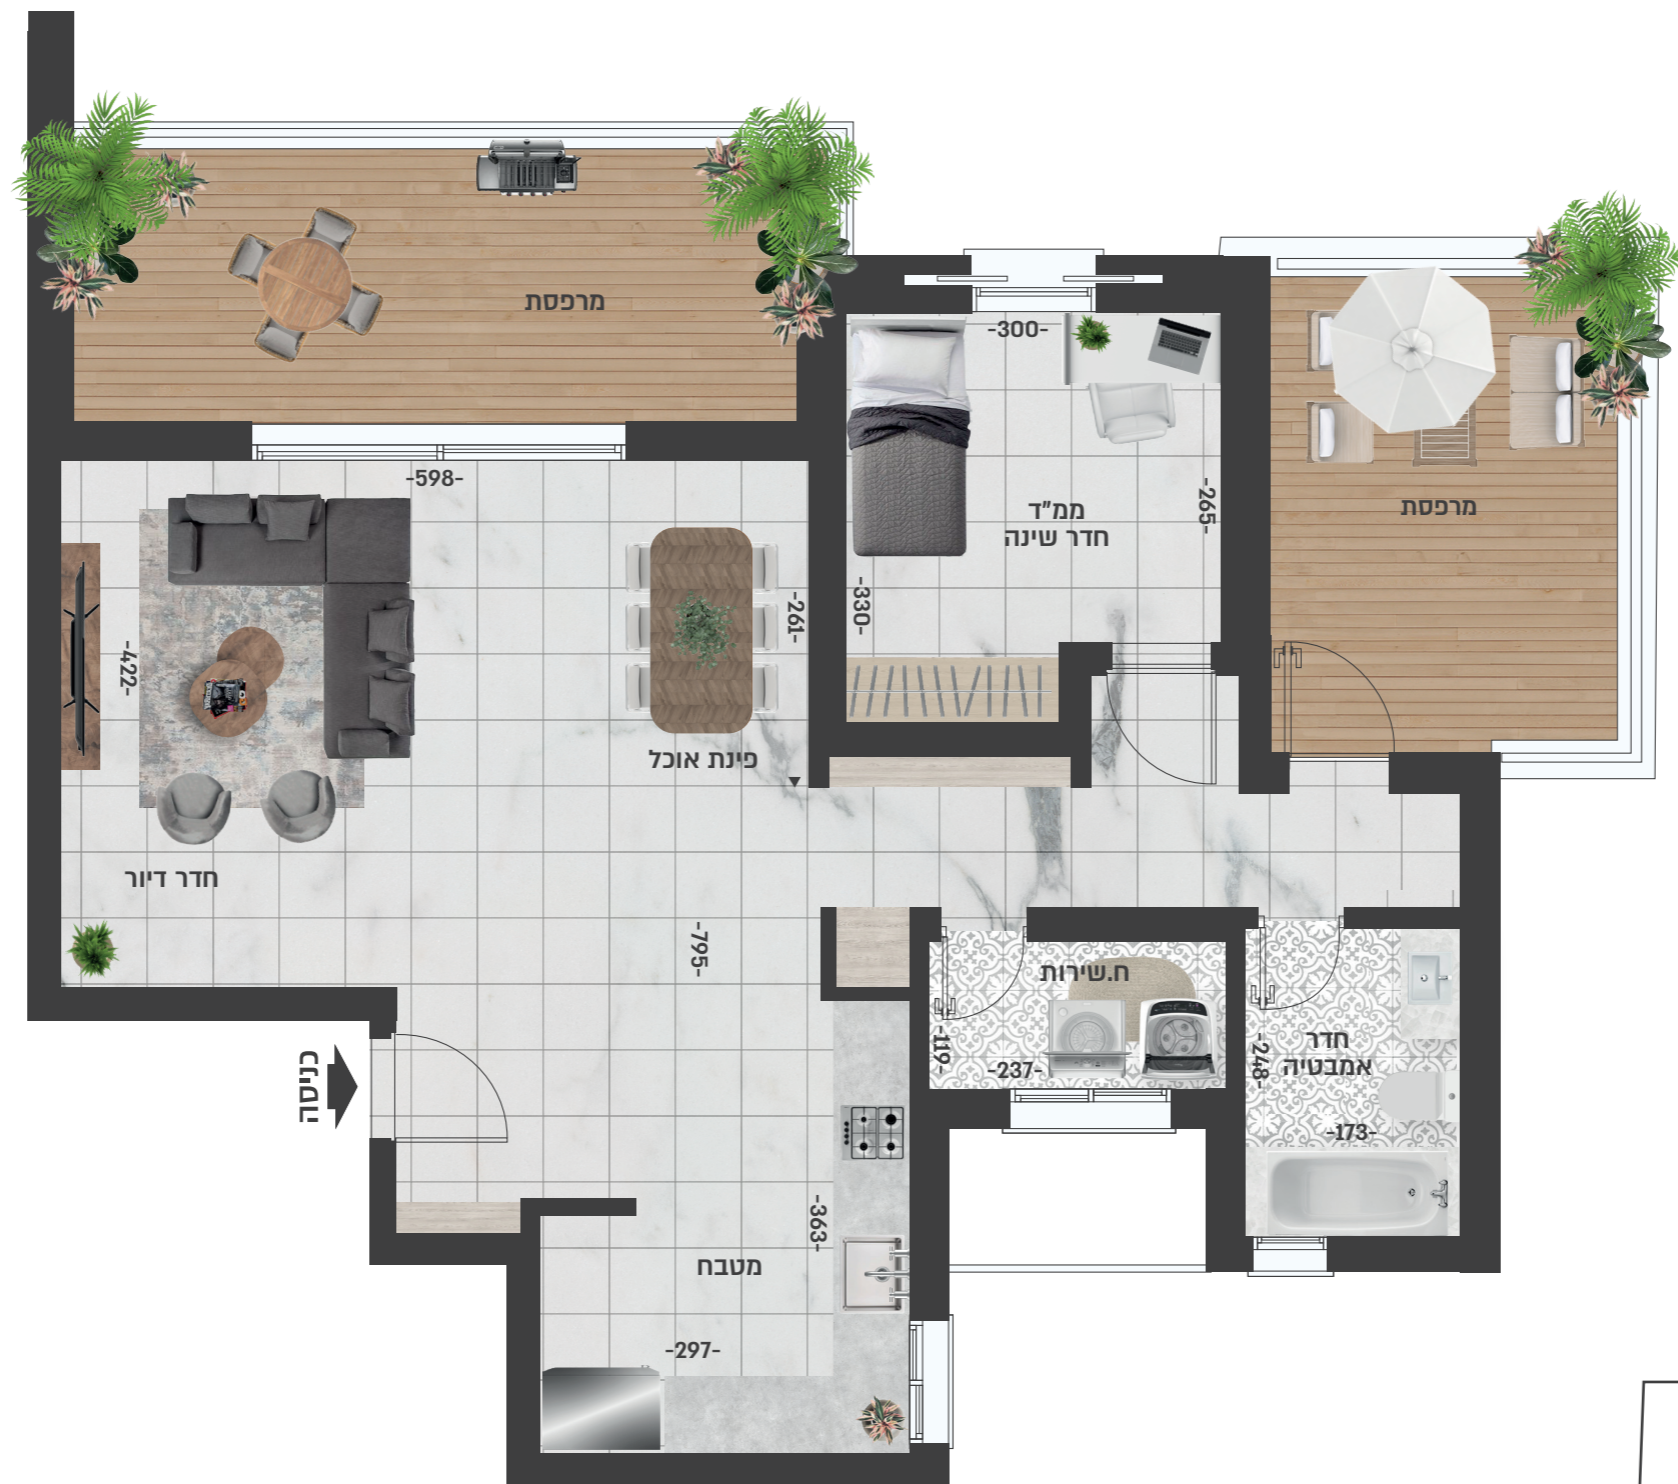 מרפסת
-300-
-598-
ממ"ד
חדר שינה
-265-
מרפסת
-330-
-261-
-422-
פינת אוכל
חדר דיור
-795-
ח.שירות
-119-
-237-
חדר
אמבטיה
-248-
-173-
כניסה
-363-
מטבח
-297-